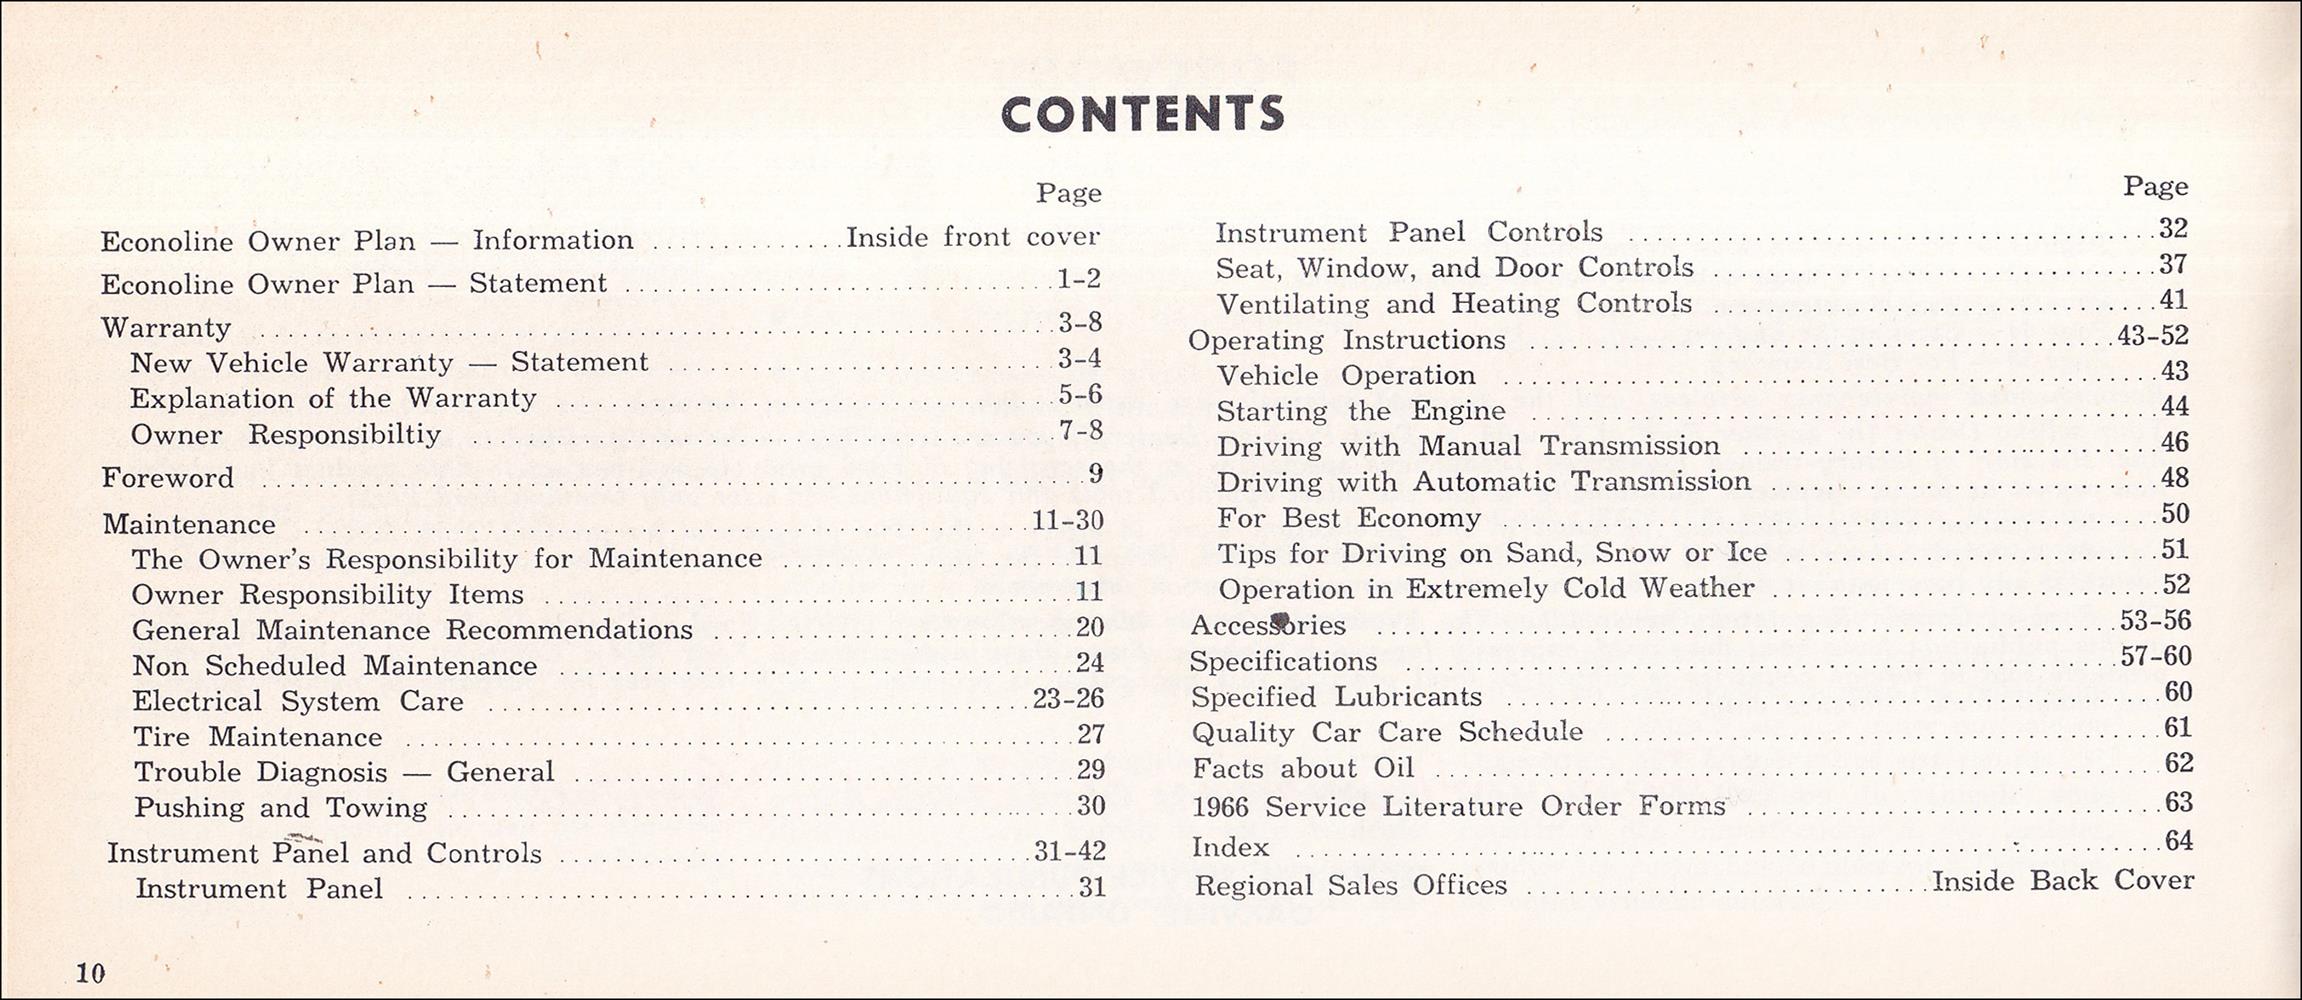 CONTENTS
Page
Econoline Owner Plan — Information ..............Inside front cover
Econoline Owner Plan — Statement ..............................1-2
Warranty ........................................................3-8
New Vehicle Warranty — Statement ............................3-4
Explanation of the Warranty ...................................5-6
Owner Responsibiltiy .........................................7-8
Foreword ..........................................................9
Maintenance ...................................................11-30
The Owner's Responsibility for Maintenance .....................11
Owner Responsibility Items .....................................11
General Maintenance Recommendations ..........................20
Non Scheduled Maintenance ....................................24
Electrical System Care ......................................23-26
Tire Maintenance ...............................................27
Trouble Diagnosis — General ...................................29
Pushing and Towing ............................................30
Instrument Panel and Controls .................................31-42
Instrument Panel ...............................................31
Page
Instrument Panel Controls .....................................32
Seat, Window, and Door Controls ...............................37
Ventilating and Heating Controls ...............................41
Operating Instructions .........................................43-52
Vehicle Operation ..............................................43
Starting the Engine ............................................44
Driving with Manual Transmission ..............................46
Driving with Automatic Transmission ...........................48
For Best Economy ..............................................50
Tips for Driving on Sand, Snow or Ice ..........................51
Operation in Extremely Cold Weather ...........................52
Accessories ....................................................53-56
Specifications ..................................................57-60
Specified Lubricants .............................................60
Quality Car Care Schedule .......................................61
Facts about Oil ..................................................62
1966 Service Literature Order Forms .............................63
Index ............................................................64
Regional Sales Offices .............................Inside Back Cover
10